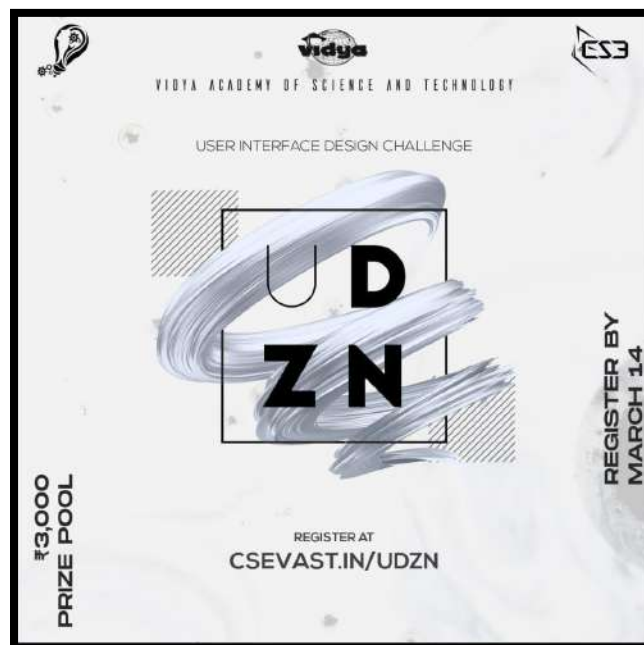 vidya
CS3
VIDYA ACADEMY OF SCIENCE AND TECHNOLOGY
USER INTERFACE DESIGN CHALLENGE
U D
Z N
REGISTER BY
MARCH 14
₹3,000
PRIZE POOL
REGISTER AT
CSEVAST.IN/UDZN